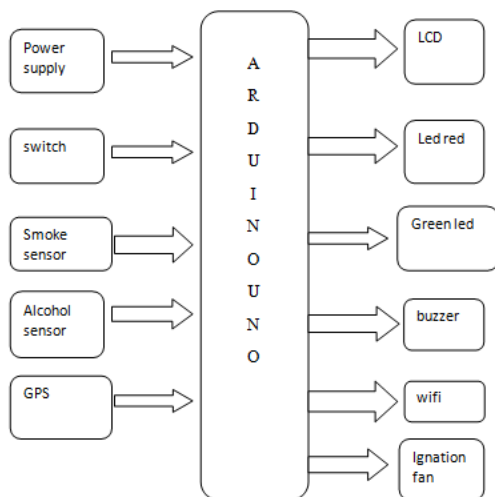 Power
supply
switch
Smoke
sensor
Alcohol
sensor
GPS
A
R
D
U
I
N
O
U
N
O
LCD
Led red
Green led
buzzer
wifi
Ignation
fan